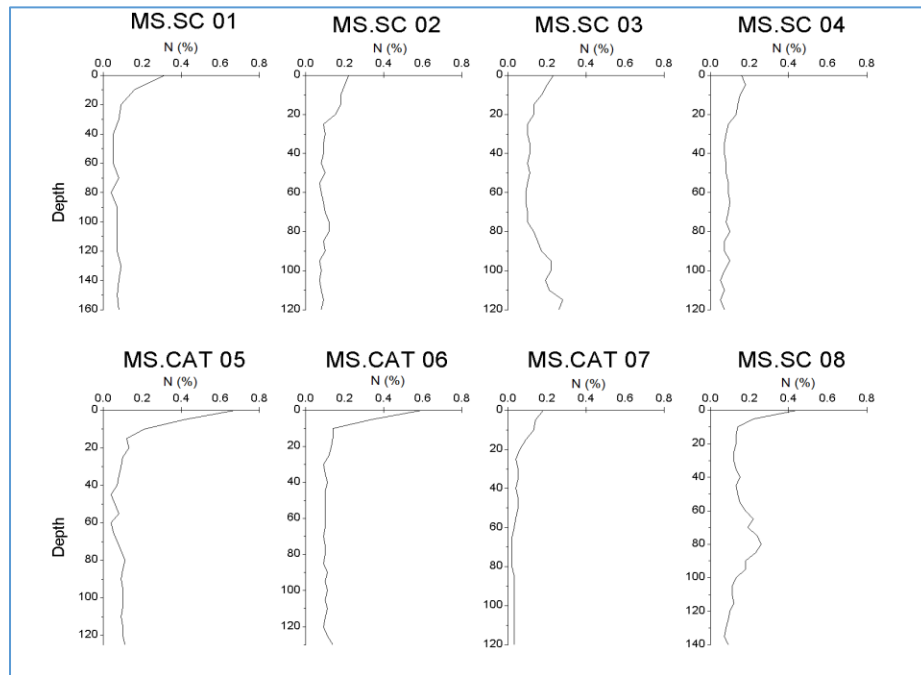 MS.SC 01 MS.SC 02 MS.SC 03 MS.SC 04
N (%) N (%) N (%) N (%)
0 0.2 0.4 0.6 0.8 0.0 0.2 0.4 0.6 0.8 0.0 0.2 0.4 0.6 0.8 0.0 0.2 0.4 0.6 0.8
0 0 0 0
20 20 20 20
40 40 40 40
60 60 60 60
80 80 80 80
100 100 100 100
120 120 120 120
140
160
Depth
MS.CAT 05 MS.CAT 06 MS.CAT 07 MS.SC 08
N (%) N (%) N (%) N (%)
0.0 0.2 0.4 0.6 0.8 0.0 0.2 0.4 0.6 0.8 0.0 0.2 0.4 0.6 0.8 0.0 0.2 0.4 0.6 0.8
0 0 0 0
20 20 20 20
40 40 40 40
60 60 60 60
80 80 80 80
100 100 100 100
120 120 120 120
140
Depth